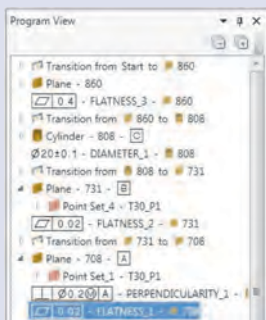 Program View
Transition from Start to 860
Plane - 860
0.4 - FLATNESS_3 - 860
Transition from 860 to 808
Cylinder - 808 - C
Ø20±0.1 - DIAMETER_1 - 808
Transition from 808 to 731
Plane - 731 - B
Point Set_4 - T30_P1
0.02 - FLATNESS_2 - 731
Transition from 731 to 708
Plane - 708 - A
Point Set_1 - T30_P1
⊥ Ø0.2Ⓜ A - PERPENDICULARITY_1 -
0.02 - FLATNESS_1 - 708